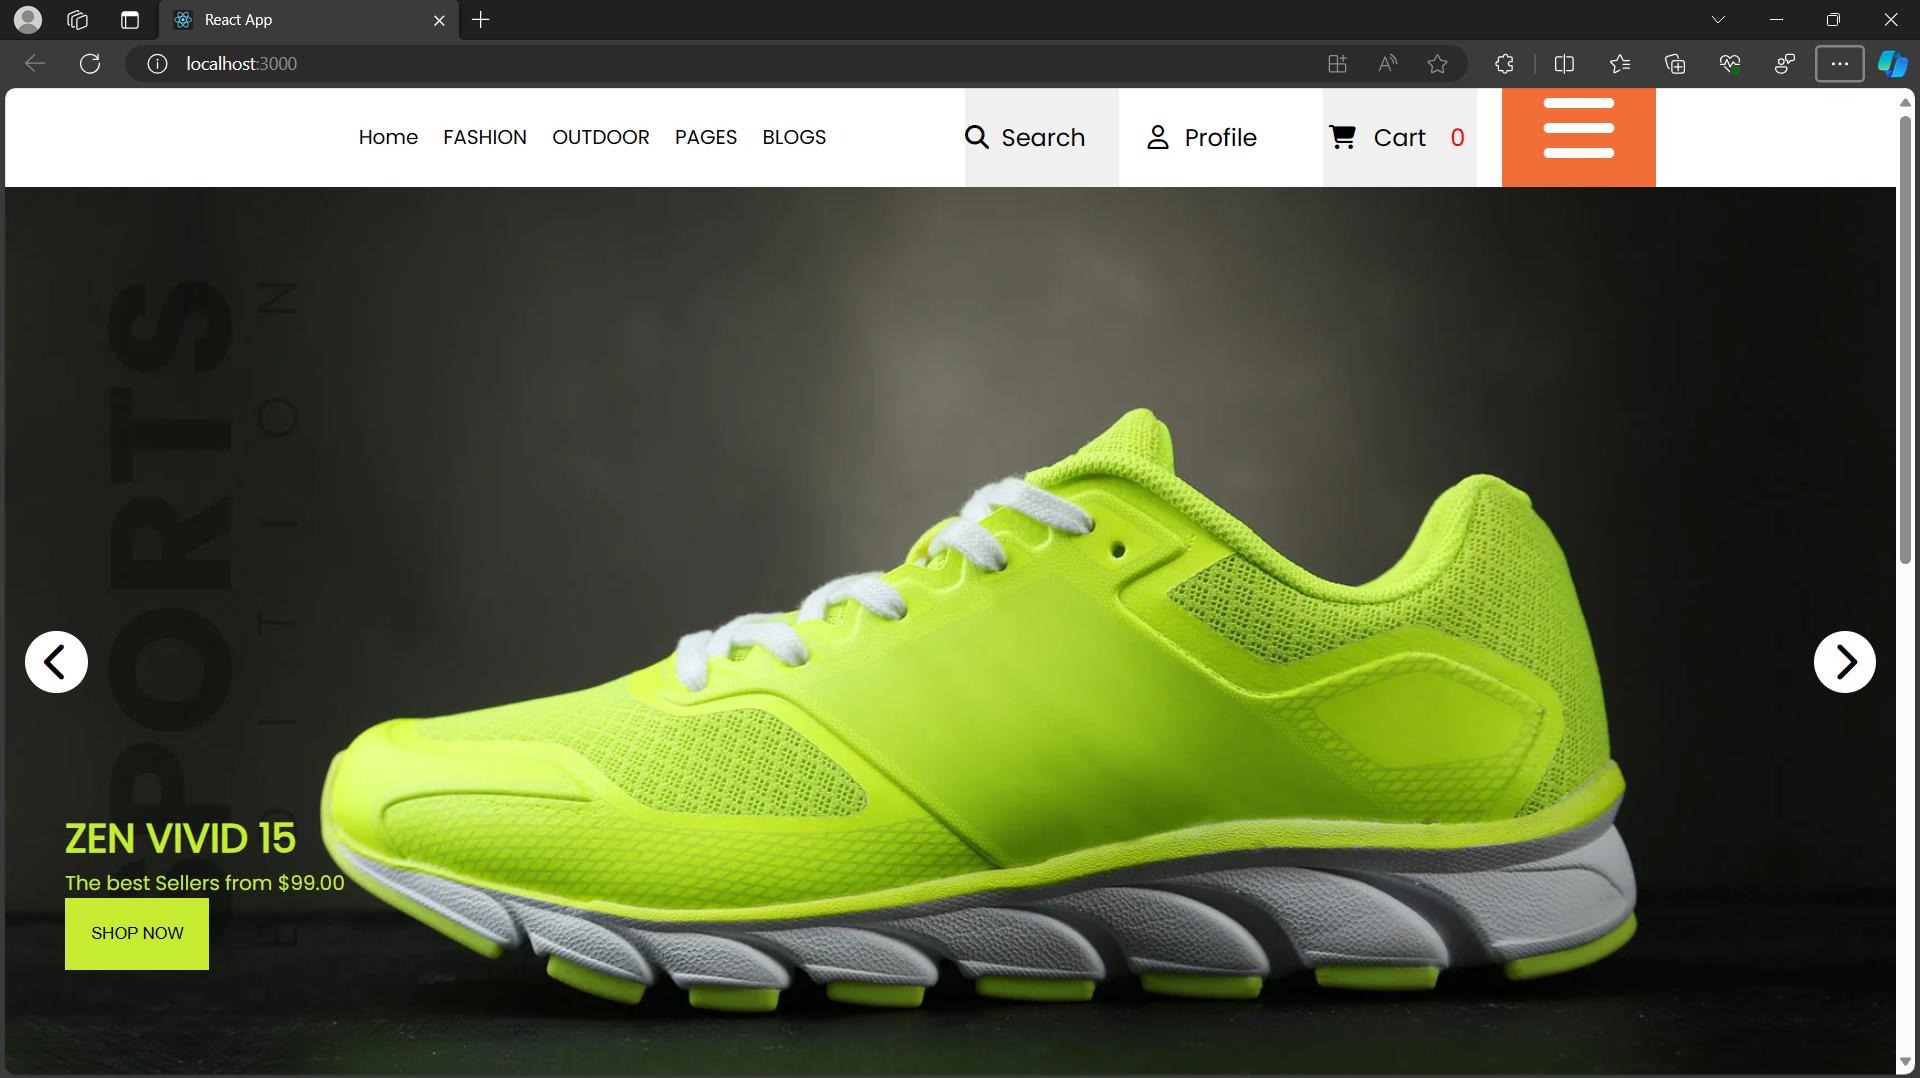 React App
localhost:3000
Home FASHION OUTDOOR PAGES BLOGS Search Profile Cart 0
SPORTS
EDITION
ZEN VIVID 15
The best Sellers from $99.00
SHOP NOW